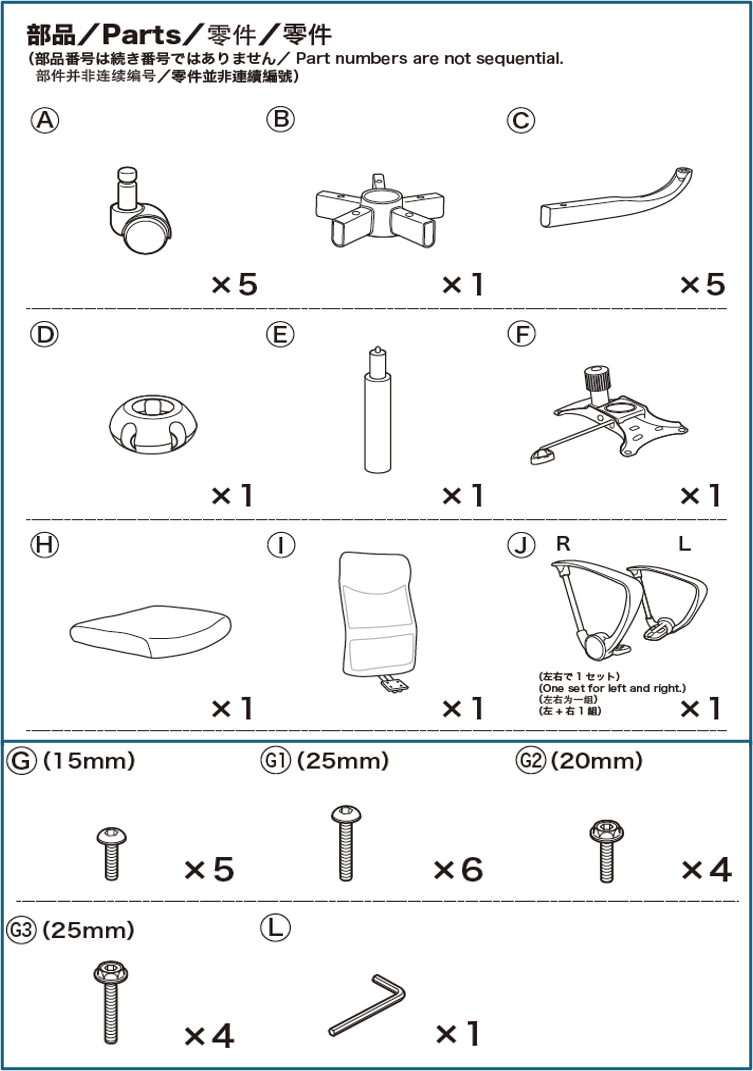 部品／Parts／零件／零件
（部品番号は続き番号ではありません／ Part numbers are not sequential.
部件并非连续编号／零件並非連續編號）
A B C
×5 ×1 ×5
D E F
×1 ×1 ×1
H I J R L
(左右で1セット)
(One set for left and right.)
(左右为一组)
(左＋右1組)
×1 ×1 ×1
G (15mm) G1 (25mm) G2 (20mm)
×5 ×6 ×4
G3 (25mm) L
×4 ×1